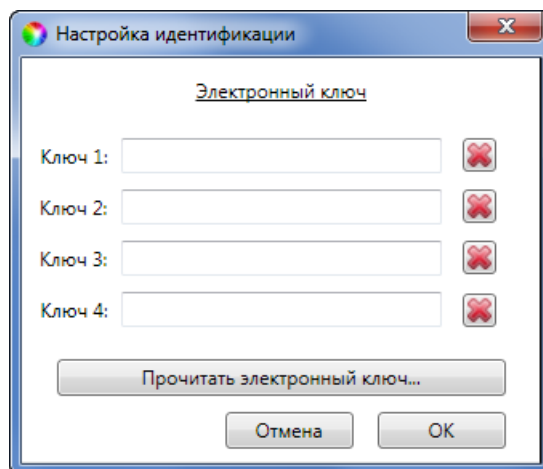 Настройка идентификации
Электронный ключ
Ключ 1:
Ключ 2:
Ключ 3:
Ключ 4:
Прочитать электронный ключ...
Отмена OK